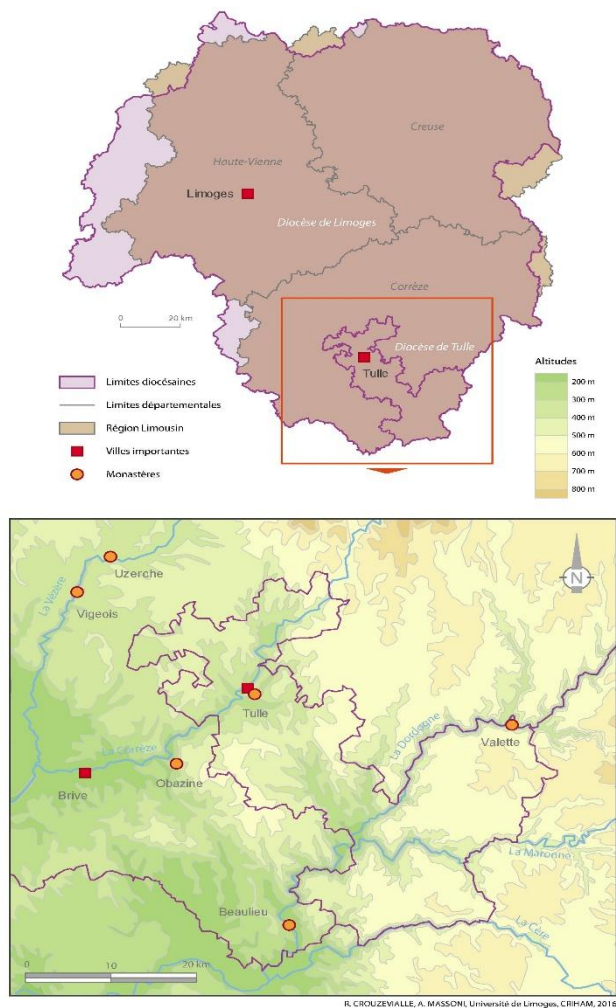 Creuse
Haute-Vienne
Limoges
Diocèse de Limoges
Corrèze
0 20 km
Diocèse de Tulle
Tulle
Limites diocésaines
Limites départementales
Région Limousin
Villes importantes
Monastères
Altitudes
200 m
300 m
400 m
500 m
600 m
700 m
800 m
Uzerche
La Vézère
Vigeois
N
Tulle
La Dordogne
Valette
La Corrèze
Brive
Obazine
La Maronne
Beaulieu
La Cère
0 10 20 km
R. CROUZEVIALLE, A. MASSONI, Université de Limoges, CRIHAM, 2016